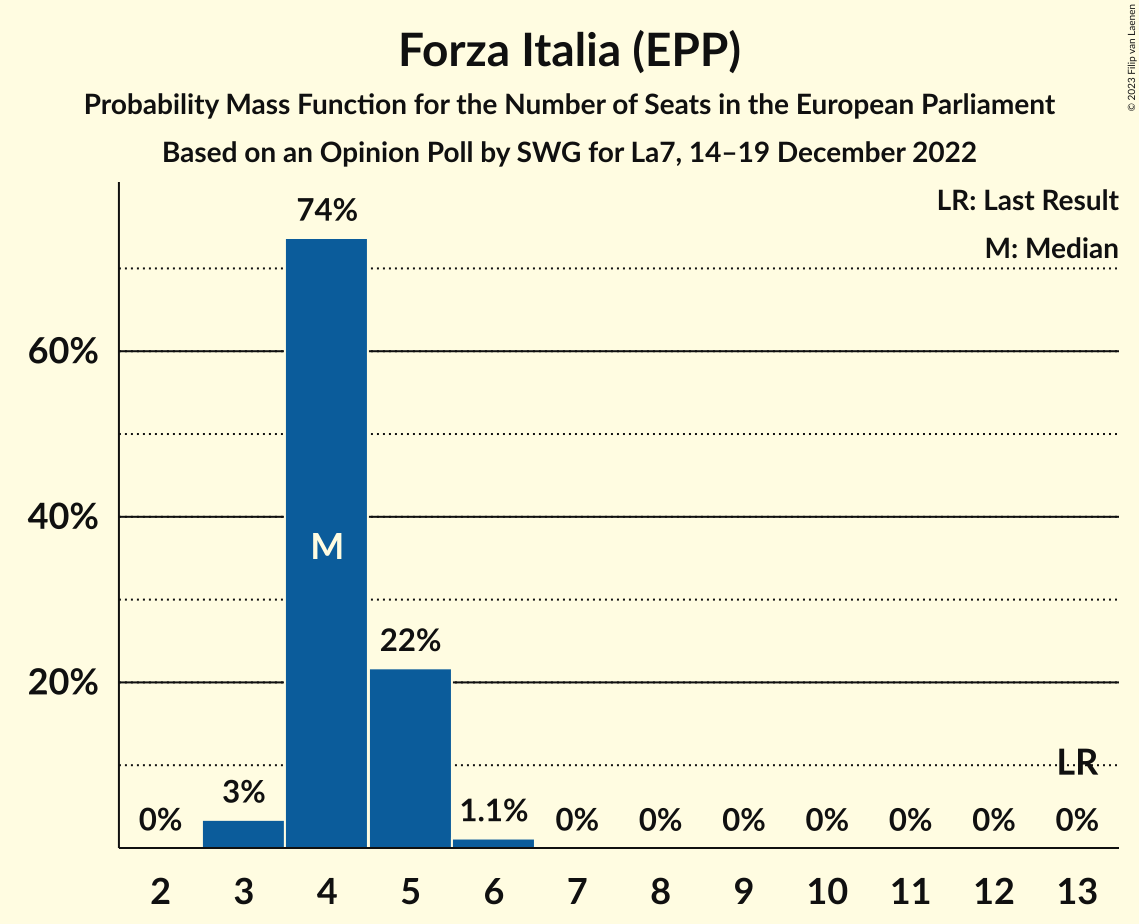 Forza Italia (EPP)
Probability Mass Function for the Number of Seats in the European Parliament
Based on an Opinion Poll by SWG for La7, 14–19 December 2022
© 2023 Filip van Laenen
LR: Last Result
M: Median
74%
60%
40%
M
22%
20%
LR
3%
1.1%
0% 0% 0% 0% 0% 0% 0% 0%
2 3 4 5 6 7 8 9 10 11 12 13